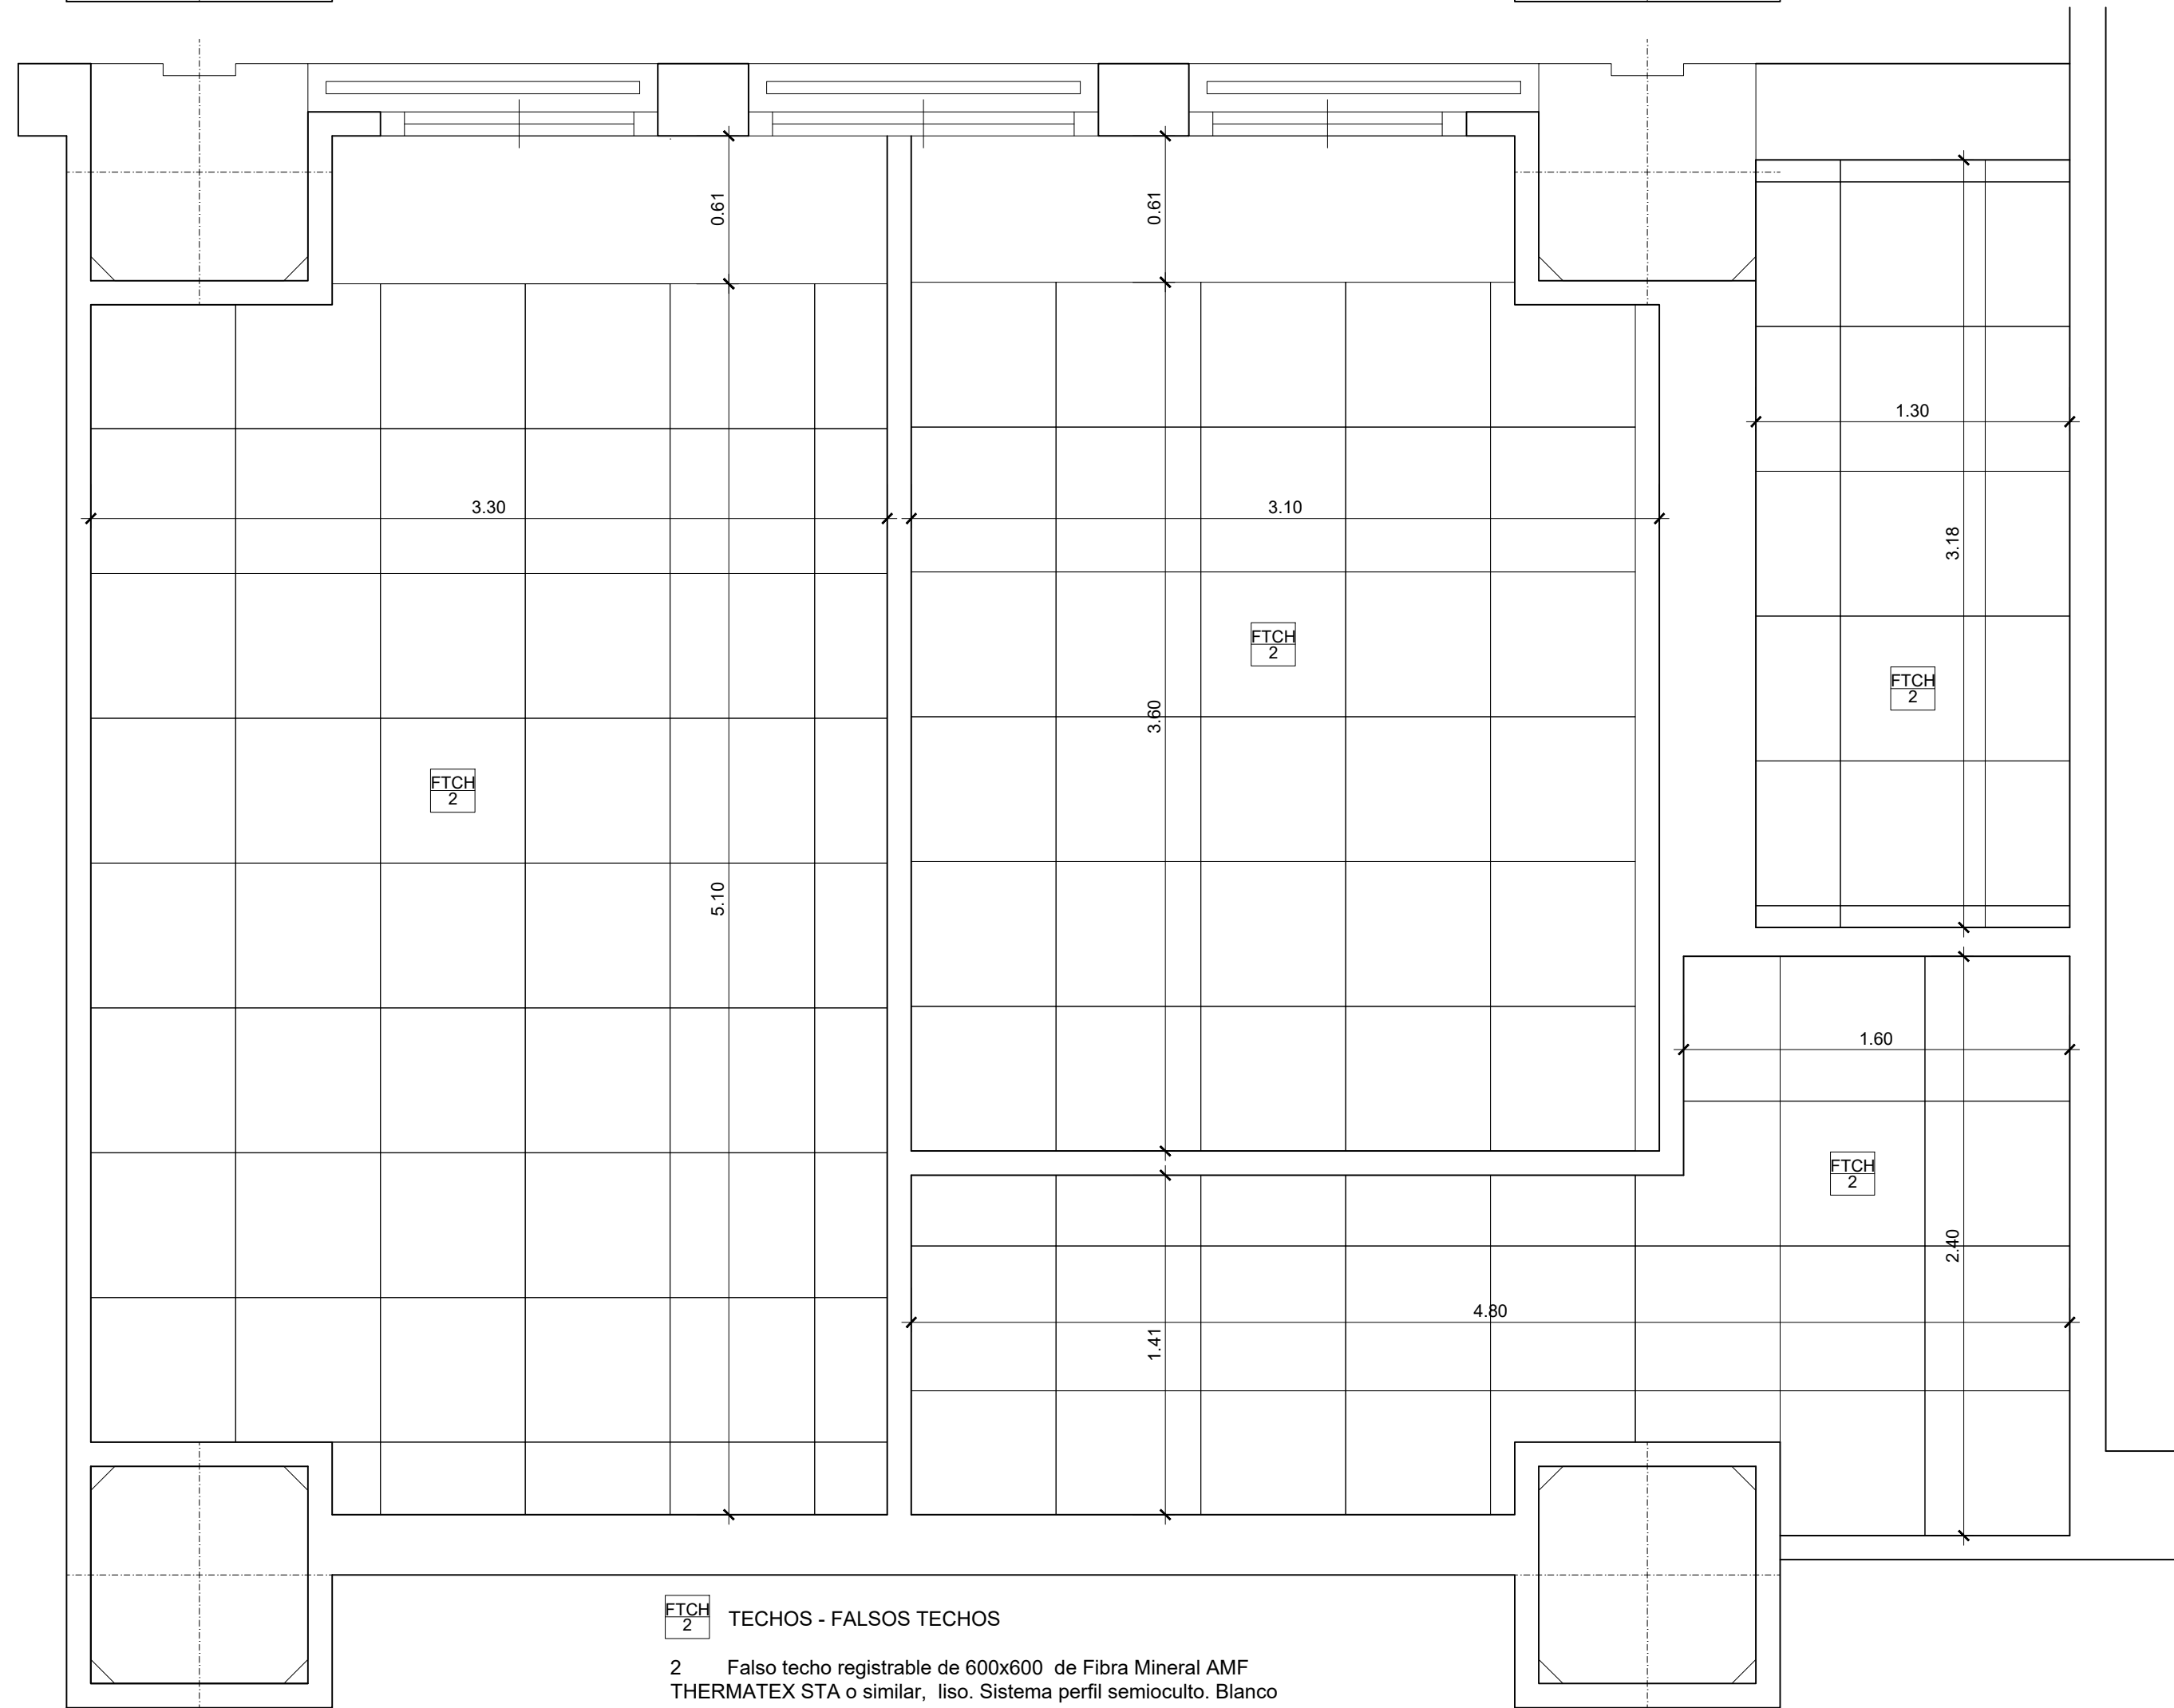 0.61
0.61
1.30
3.30
3.10
3.18
FTCH
2
FTCH
2
3.60
FTCH
2
5.10
1.60
FTCH
2
2.40
4.80
1.41
FTCH
2
TECHOS - FALSOS TECHOS
2 Falso techo registrable de 600x600 de Fibra Mineral AMF
THERMATEX STA o similar, liso. Sistema perfil semioculto. Blanco